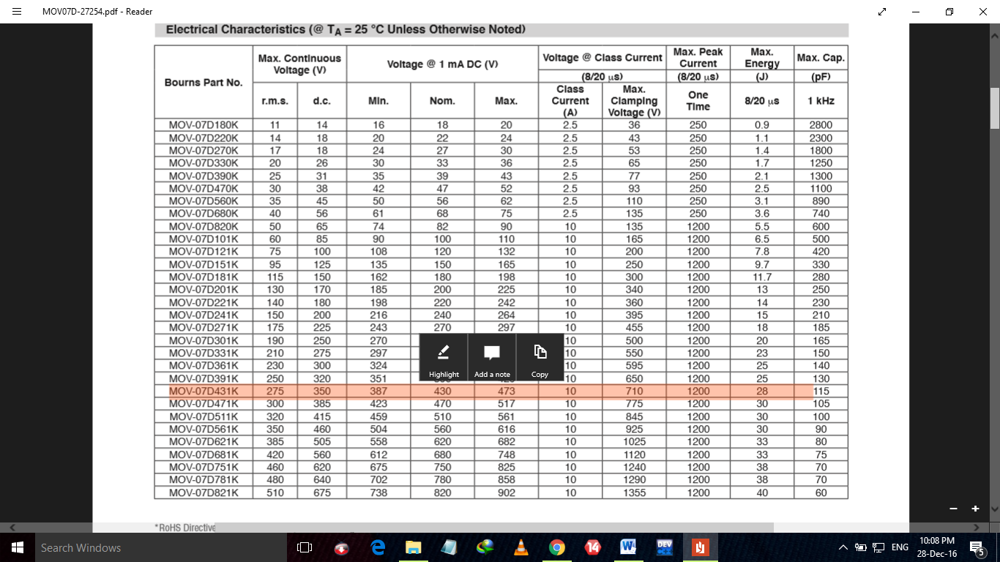 MOV07D-27254.pdf - Reader
Electrical Characteristics (@ TA = 25 °C Unless Otherwise Noted)
Bourns Part No. Max. Continuous Voltage (V) Voltage @ 1 mA DC (V) Voltage @ Class Current Max. Peak Current Max. Energy Max. Cap.
(8/20 µs) (8/20 µs) (J) (pF)
r.m.s. d.c. Min. Nom. Max. Class Current (A) Max. Clamping Voltage (V) One Time 8/20 µs 1 kHz
MOV-07D180K 11 14 16 18 20 2.5 36 250 0.9 2800
MOV-07D220K 14 18 20 22 24 2.5 43 250 1.1 2300
MOV-07D270K 17 18 24 27 30 2.5 53 250 1.4 1800
MOV-07D330K 20 26 30 33 36 2.5 65 250 1.7 1250
MOV-07D390K 25 31 35 39 43 2.5 77 250 2.1 1300
MOV-07D470K 30 38 42 47 52 2.5 93 250 2.5 1100
MOV-07D560K 35 45 50 56 62 2.5 110 250 3.1 890
MOV-07D680K 40 56 61 68 75 2.5 135 250 3.6 740
MOV-07D820K 50 65 74 82 90 10 135 1200 5.5 600
MOV-07D101K 60 85 90 100 110 10 165 1200 6.5 500
MOV-07D121K 75 100 108 120 132 10 200 1200 7.8 420
MOV-07D151K 95 125 135 150 165 10 250 1200 9.7 330
MOV-07D181K 115 150 162 180 198 10 300 1200 11.7 280
MOV-07D201K 130 170 185 200 225 10 340 1200 13 250
MOV-07D221K 140 180 198 220 242 10 360 1200 14 230
MOV-07D241K 150 200 216 240 264 10 395 1200 15 210
MOV-07D271K 175 225 243 270 297 10 455 1200 18 185
MOV-07D301K 190 250 270 10 500 1200 20 165
MOV-07D331K 210 275 297 10 550 1200 23 150
MOV-07D361K 230 300 324 10 595 1200 25 140
MOV-07D391K 250 320 351 10 650 1200 25 130
MOV-07D431K 275 350 387 430 473 10 710 1200 28 115
MOV-07D471K 300 385 423 470 517 10 775 1200 30 105
MOV-07D511K 320 415 459 510 561 10 845 1200 30 100
MOV-07D561K 350 460 504 560 616 10 925 1200 30 90
MOV-07D621K 385 505 558 620 682 10 1025 1200 33 80
MOV-07D681K 420 560 612 680 748 10 1120 1200 33 75
MOV-07D751K 460 620 675 750 825 10 1240 1200 38 70
MOV-07D781K 480 640 702 780 858 10 1290 1200 38 70
MOV-07D821K 510 675 738 820 902 10 1355 1200 40 60
Highlight Add a note Copy
*RoHS Directive
Search Windows
14
DEV
ENG
10:08 PM
28-Dec-16
5